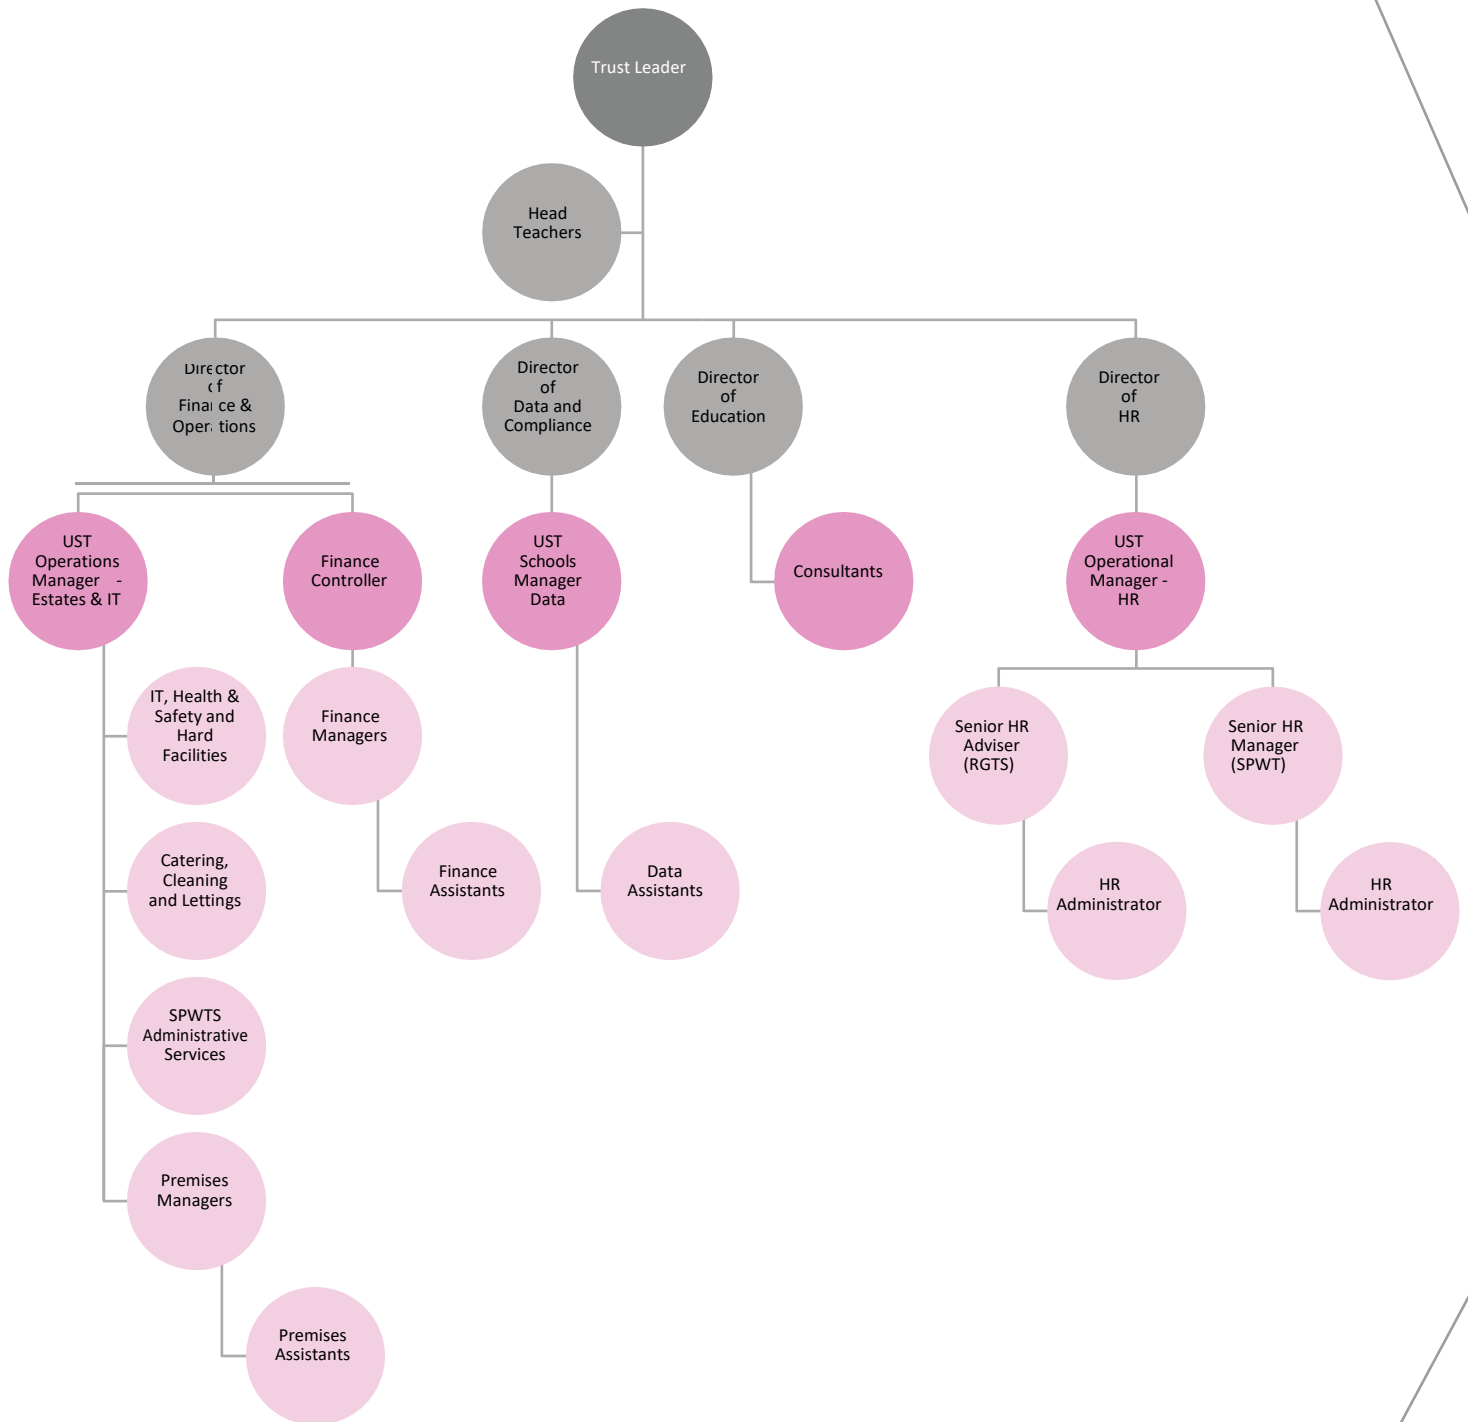 Trust Leader
Head
Teachers
Director
of
Finance &
Operations
Director
of
Data and
Compliance
Director
of
Education
Director
of
HR
UST
Operations
Manager -
Estates & IT
Finance
Controller
UST
Schools
Manager
Data
Consultants
UST
Operational
Manager -
HR
IT, Health &
Safety and
Hard
Facilities
Finance
Managers
Senior HR
Adviser
(RGTS)
Senior HR
Manager
(SPWT)
Catering,
Cleaning
and Lettings
Finance
Assistants
Data
Assistants
HR
Administrator
HR
Administrator
SPWTS
Administrative
Services
Premises
Managers
Premises
Assistants